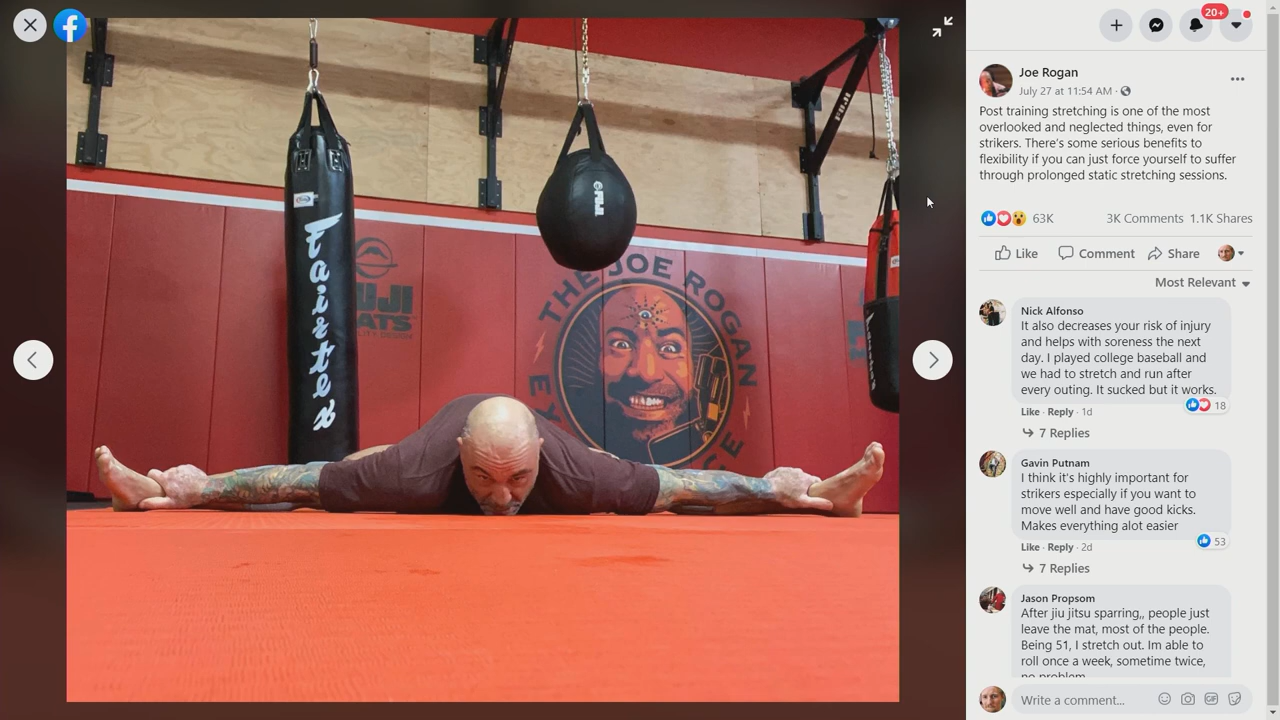 20+
Joe Rogan
July 27 at 11:54 AM ·
Post training stretching is one of the most
overlooked and neglected things, even for
strikers. There's some serious benefits to
flexibility if you can just force yourself to suffer
through prolonged static stretching sessions.
63K
3K Comments 1.1K Shares
Like Comment Share
Most Relevant
Nick Alfonso
It also decreases your risk of injury
and helps with soreness the next
day. I played college baseball and
we had to stretch and run after
every outing. It sucked but it works.
18
Like · Reply · 1d
7 Replies
Gavin Putnam
I think it's highly important for
strikers especially if you want to
move well and have good kicks.
Makes everything alot easier
53
Like · Reply · 2d
7 Replies
Jason Propsom
After jiu jitsu sparring,, people just
leave the mat, most of the people.
Being 51, I stretch out. Im able to
roll once a week, sometime twice,
no problem
Write a comment...
GIF
Fairtex
FUJI
FUJI
THE JOE ROGAN